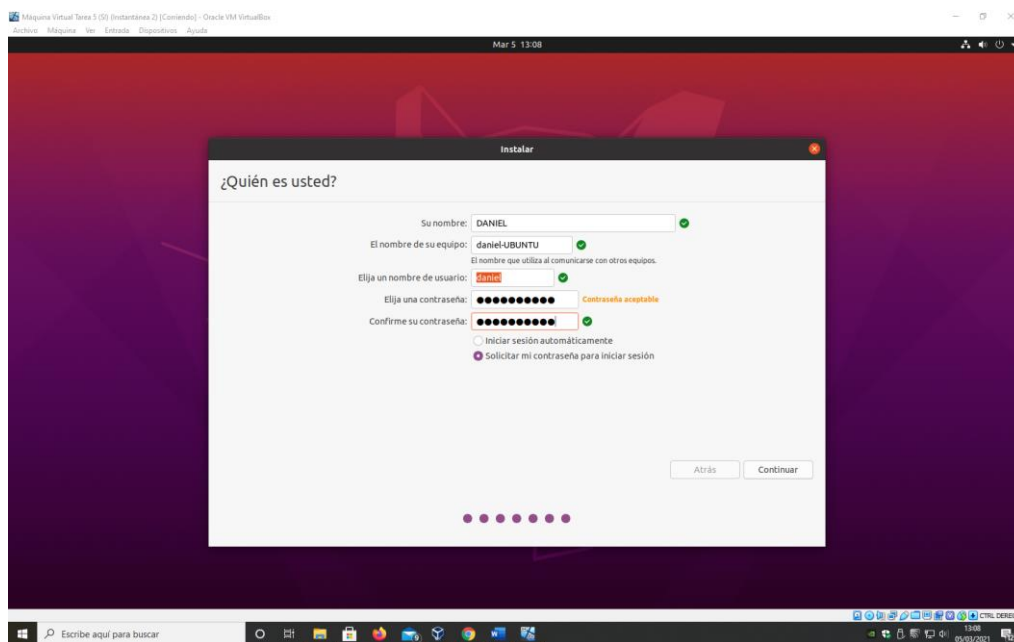 Máquina Virtual Tarea 5 (SI) (Instantánea 2) [Corriendo] - Oracle VM VirtualBox
Archivo Máquina Ver Entrada Dispositivos Ayuda
Mar 5 13:08
Instalar
¿Quién es usted?
Su nombre: DANIEL
El nombre de su equipo: daniel-UBUNTU
El nombre que utiliza al comunicarse con otros equipos.
Elija un nombre de usuario: daniel
Elija una contraseña: ●●●●●●●●●● Contraseña aceptable
Confirme su contraseña: ●●●●●●●●●●
Iniciar sesión automáticamente
Solicitar mi contraseña para iniciar sesión
Atrás Continuar
CTRL DEREC
Escribe aquí para buscar
13:08
05/03/2021